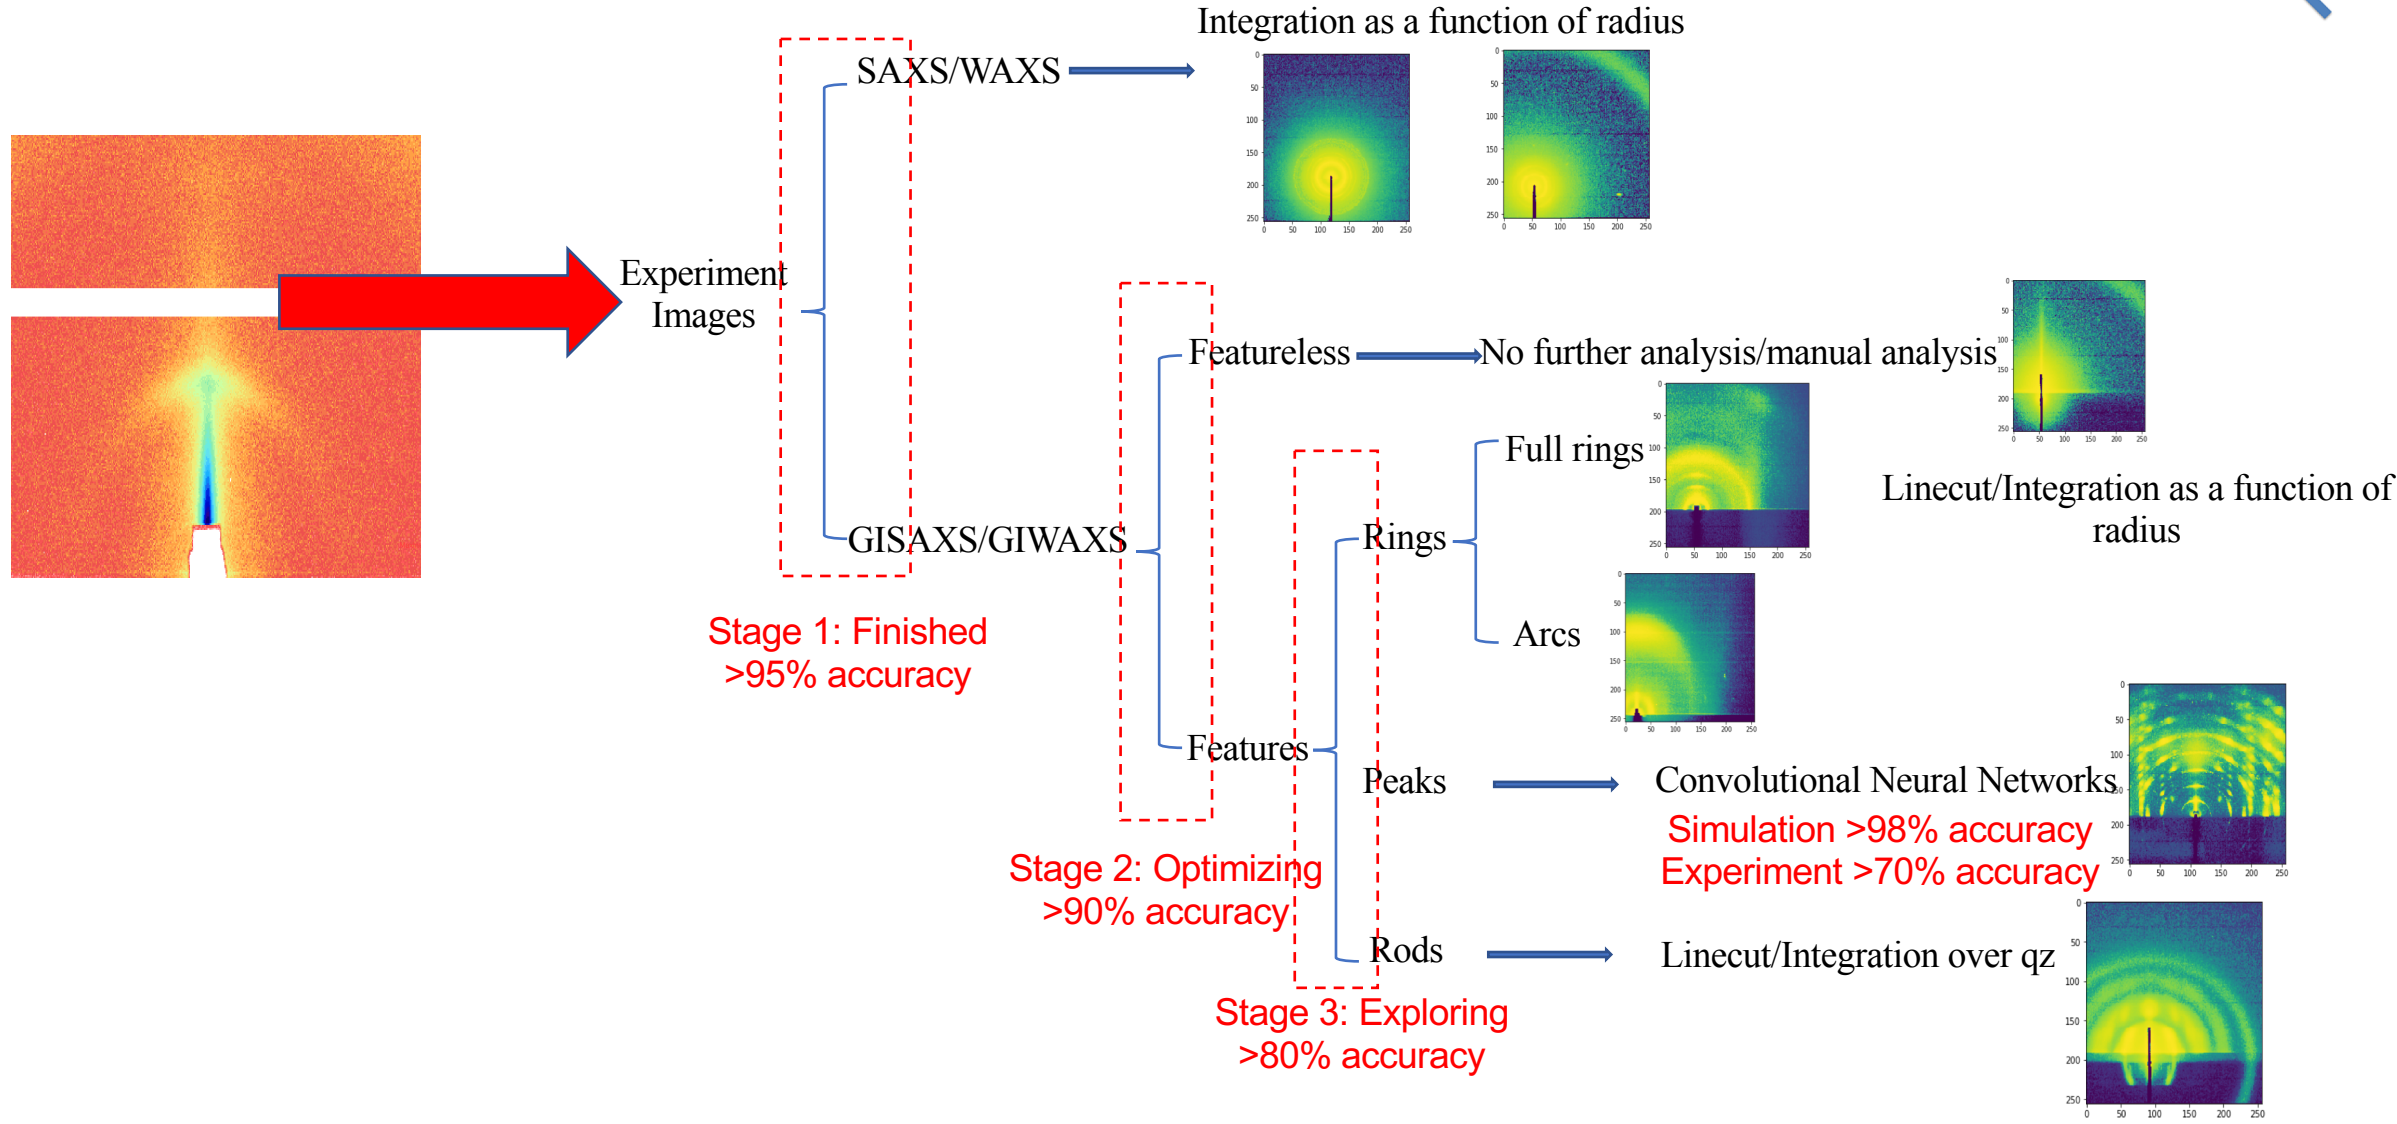 Integration as a function of radius
SAXS/WAXS
Experiment
Images
Featureless
No further analysis/manual analysis
Full rings
Linecut/Integration as a function of
radius
Rings
GISAXS/GIWAXS
Stage 1: Finished
>95% accuracy
Arcs
Features
Peaks
Convolutional Neural Networks
Simulation >98% accuracy
Experiment >70% accuracy
Stage 2: Optimizing
>90% accuracy
Rods
Linecut/Integration over qz
Stage 3: Exploring
>80% accuracy